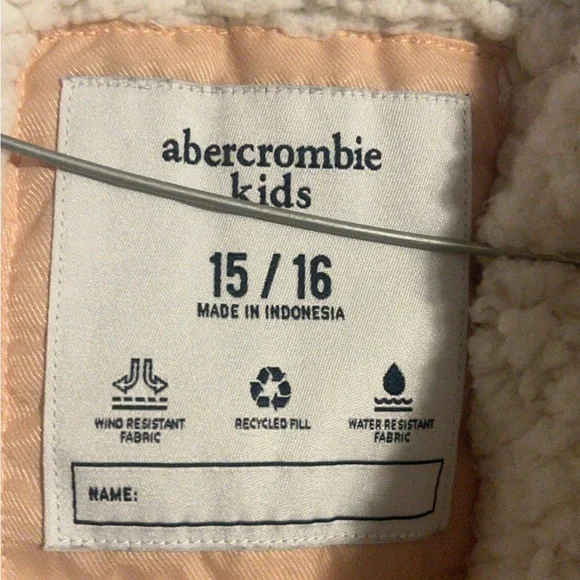 abercrombie
kids
15 / 16
MADE IN INDONESIA
WIND RESISTANT
FABRIC
RECYCLED FILL
WATER RESISTANT
FABRIC
NAME: